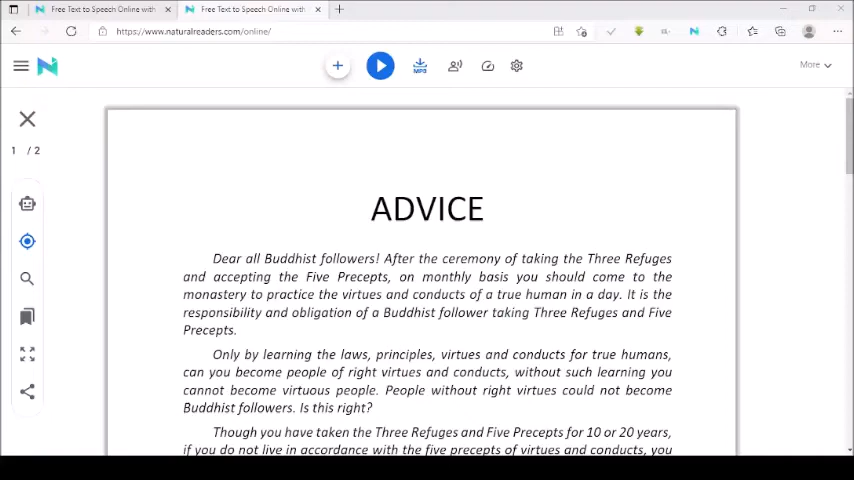 Free Text to Speech Online with
Free Text to Speech Online with
https://www.naturalreaders.com/online/
MP3
More
1 / 2
ADVICE
Dear all Buddhist followers! After the ceremony of taking the Three Refuges
and accepting the Five Precepts, on monthly basis you should come to the
monastery to practice the virtues and conducts of a true human in a day. It is the
responsibility and obligation of a Buddhist follower taking Three Refuges and Five
Precepts.
Only by learning the laws, principles, virtues and conducts for true humans,
can you become people of right virtues and conducts, without such learning you
cannot become virtuous people. People without right virtues could not become
Buddhist followers. Is this right?
Though you have taken the Three Refuges and Five Precepts for 10 or 20 years,
if you do not live in accordance with the five precepts of virtues and conducts, you